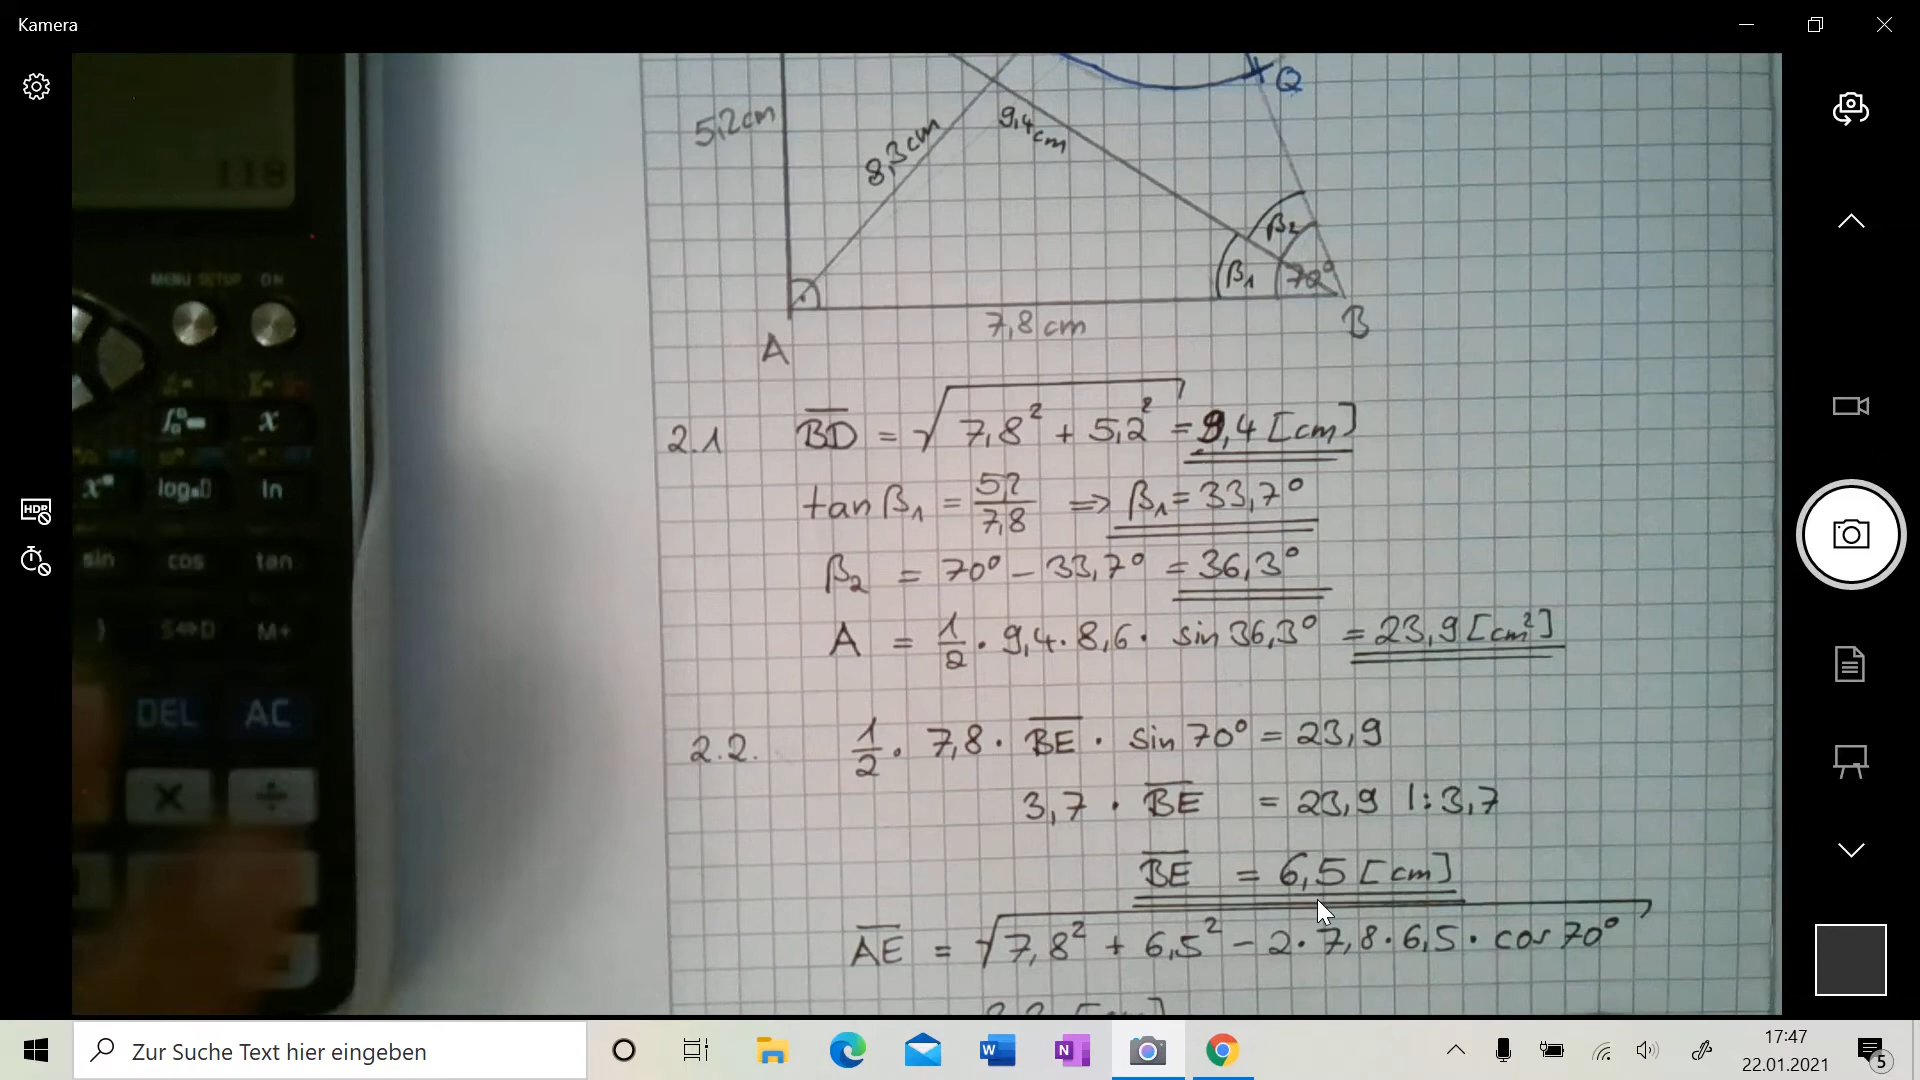 Kamera
Q
5,2cm
8,3cm
9,4cm
118
β2
β1
70°
7,8 cm
A
B
MENU SETUP ON
x
log
ln
sin cos tan
) S⇔D M+
DEL AC
× ÷
2.1 BD = √7,8² + 5,2² = 9,4 [cm]
tan β1 = 5,2/7,8 ⇒ β1 = 33,7°
β2 = 70° - 33,7° = 36,3°
A = 1/2 · 9,4 · 8,6 · sin 36,3° = 23,9 [cm²]
2.2. 1/2 · 7,8 · BE · sin 70° = 23,9
3,7 · BE = 23,9 |:3,7
BE = 6,5 [cm]
AE = √7,8² + 6,5² - 2 · 7,8 · 6,5 · cos 70°
HDR
Zur Suche Text hier eingeben
W
N
17:47
22.01.2021
5